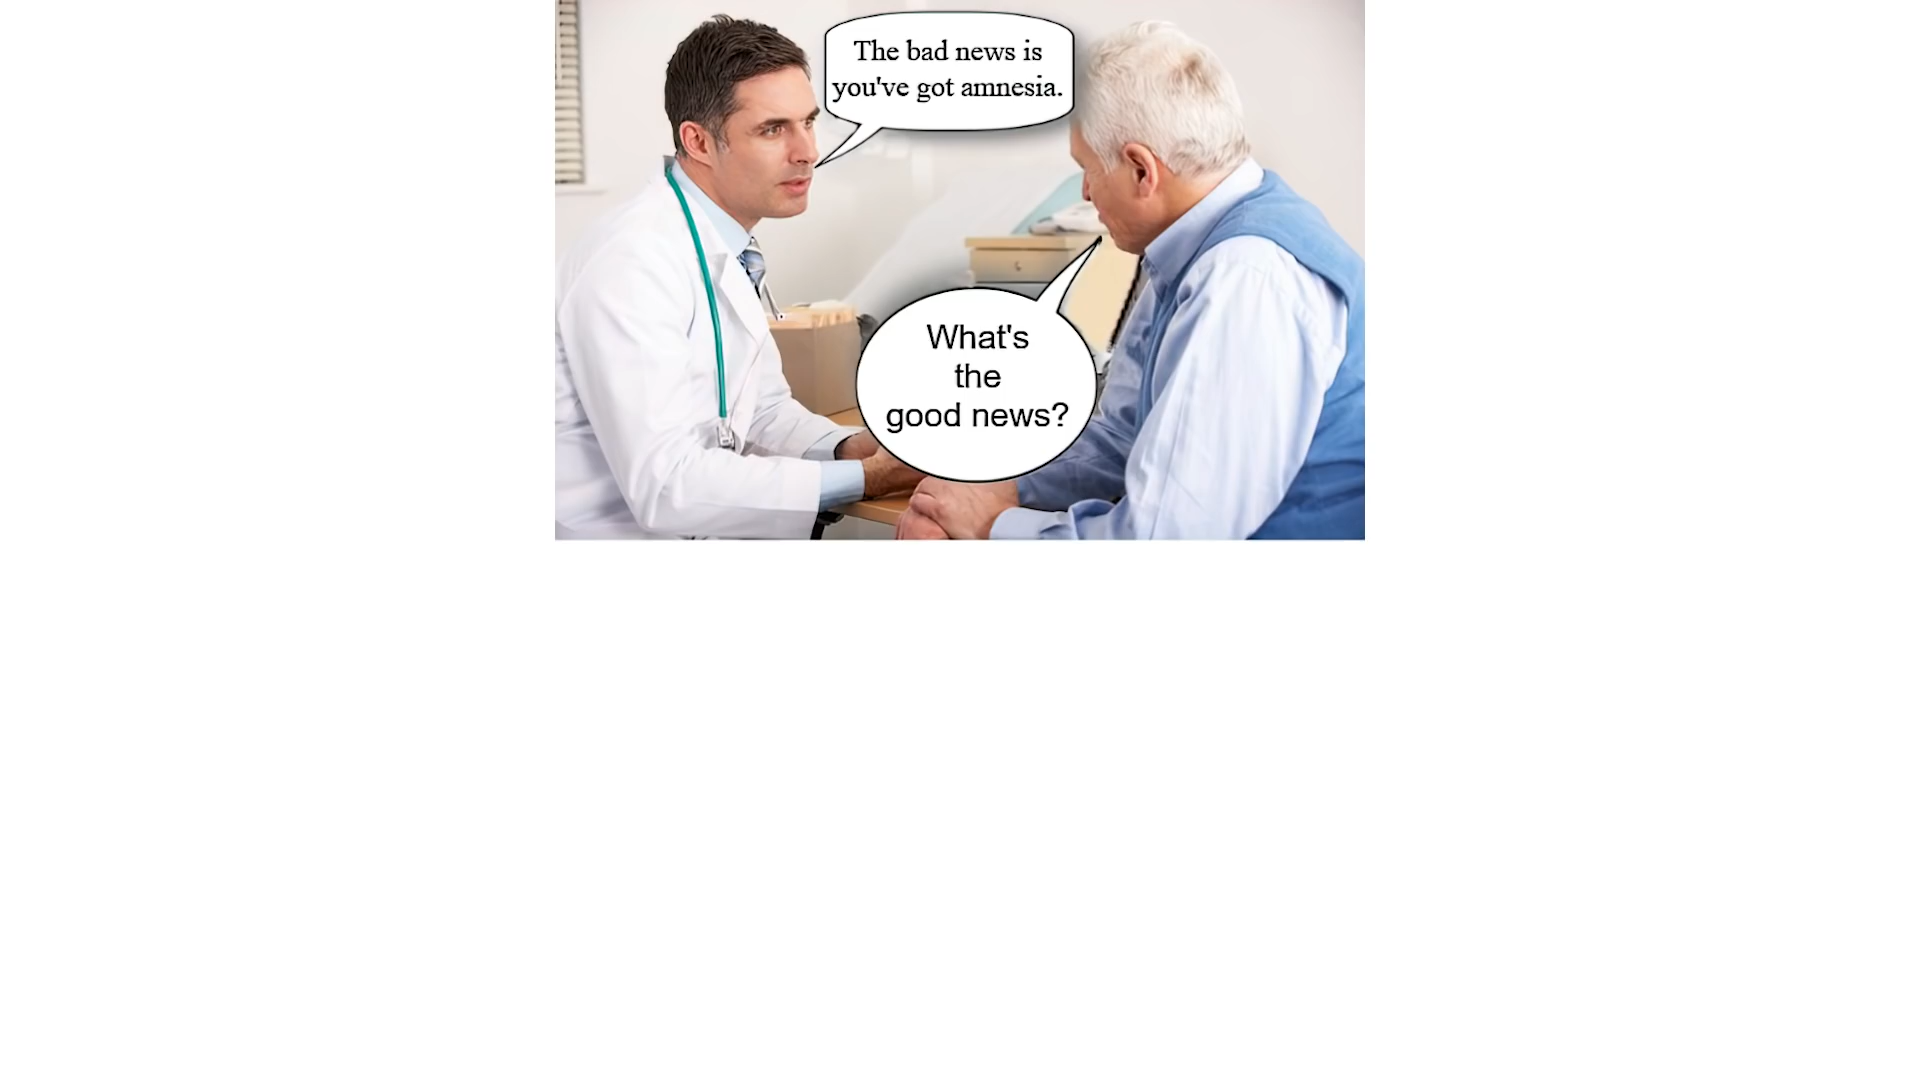 The bad news is
you've got amnesia.
What's
the
good news?